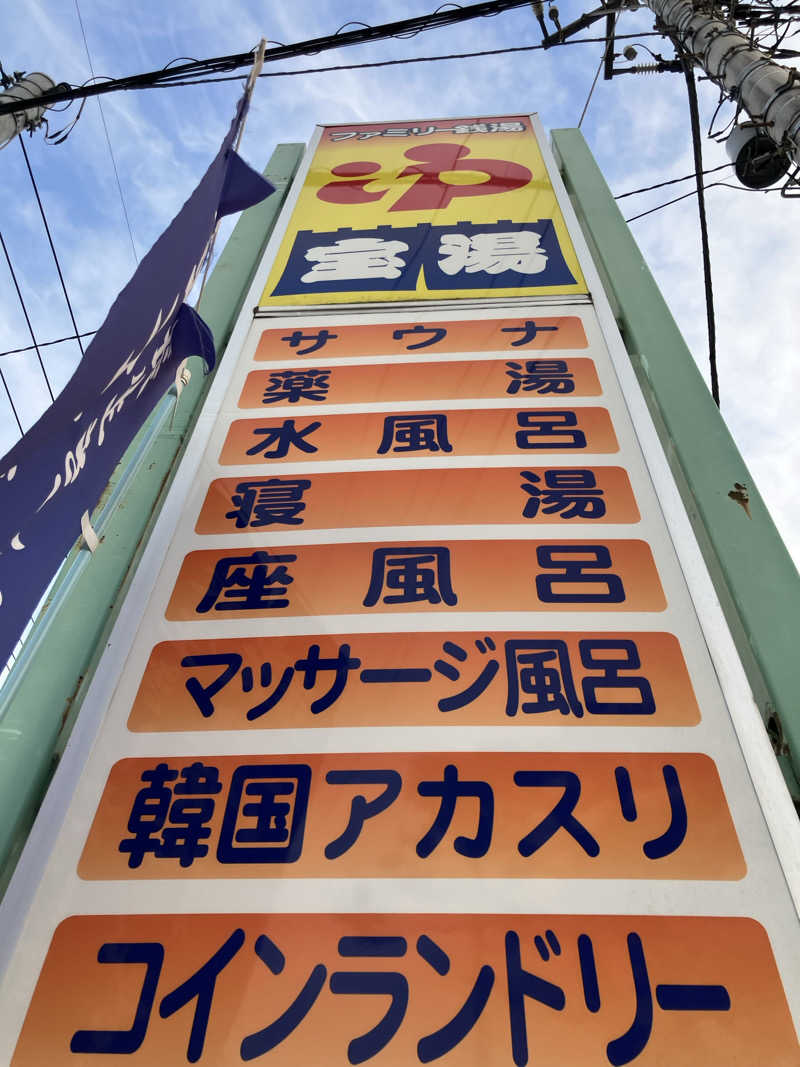 ファミリー銭湯
ゆ
宝湯
サウナ
薬湯
水風呂
寝湯
座風呂
マッサージ風呂
韓国アカスリ
コインランドリー